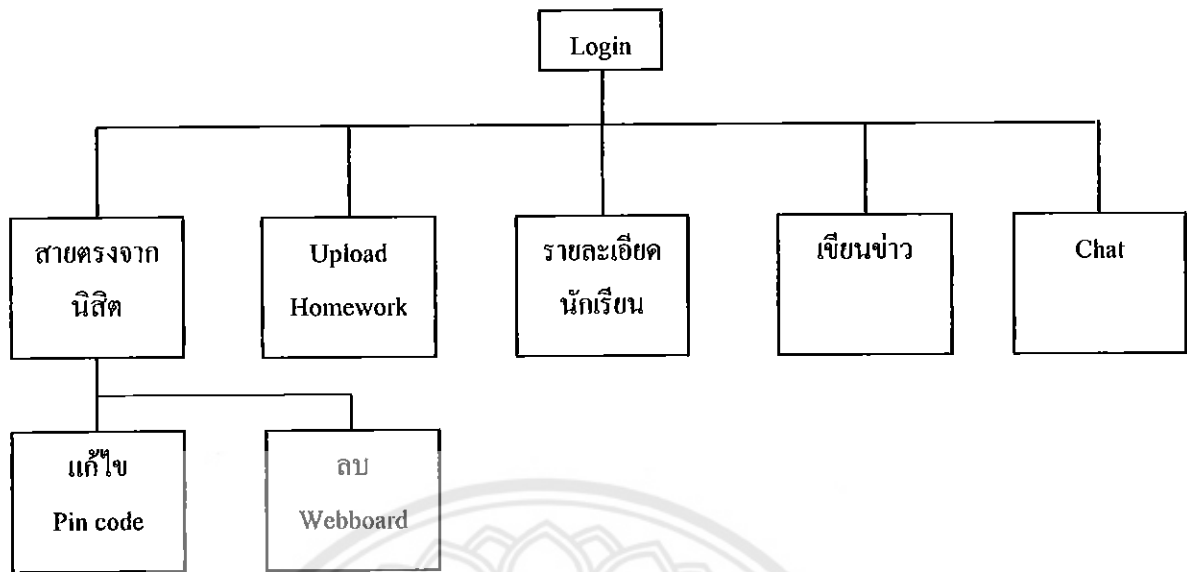 Login
สายตรงจาก
นิสิต
Upload
Homework
รายละเอียด
นักเรียน
เขียนข่าว
Chat
แก้ไข
Pin code
ลบ
Webboard